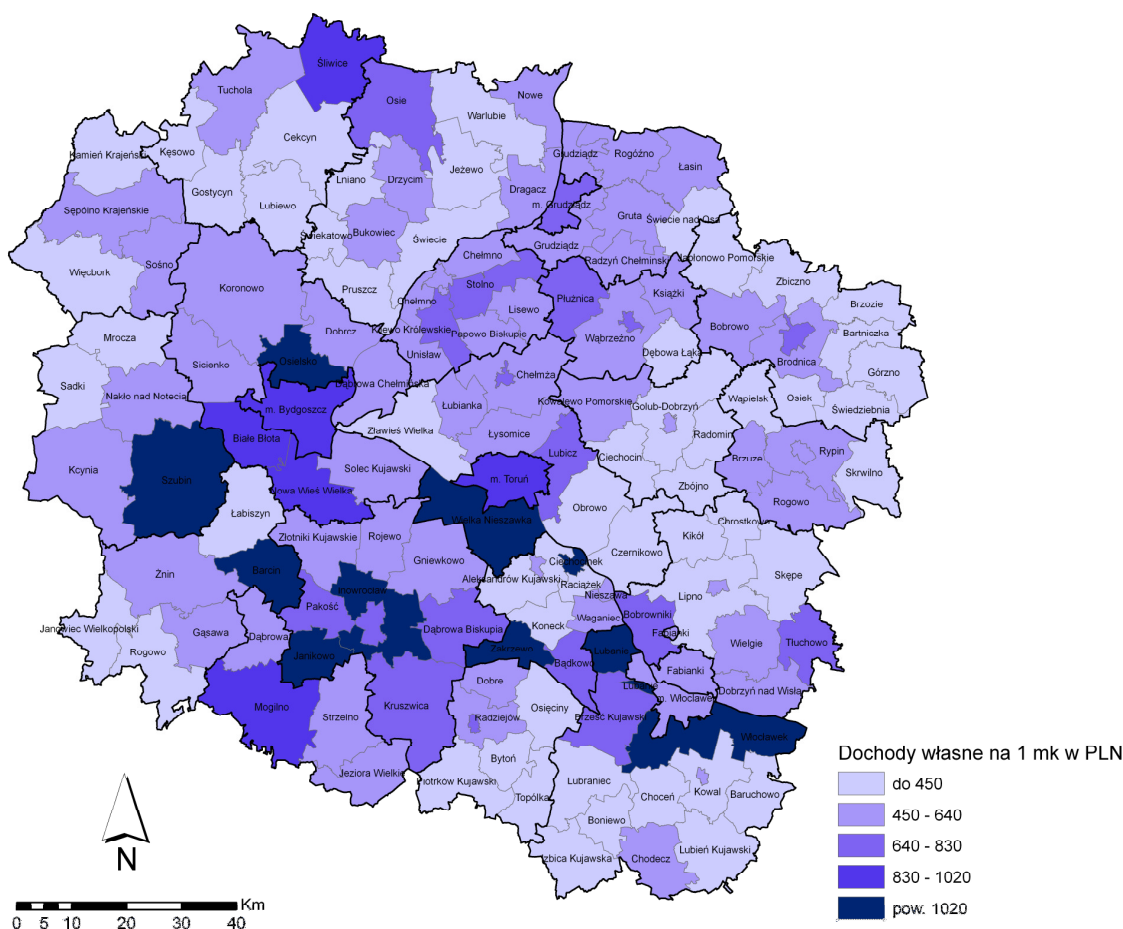 Śliwice
Tuchola
Osie
Nowe
Warlubie
Cekcyn
Kęsowo
Kamień Krajeński
Grudziądz
Rogóźno
Łasin
Lniano
Drzycim
Jeżewo
Gostycyn
Dragacz
m. Grudziądz
Lubiewo
Sępólno Krajeńskie
Gruta
Świecie nad Osą
Bukowiec
Świekatowo
Świecie
Grudziądz
Radzyń Chełmiński
Jabłonowo Pomorskie
Chełmno
Sośno
Więcbork
Zbiczno
Koronowo
Pruszcz
Stolno
Książki
Płużnica
Chełmno
Brzozie
Lisewo
Bobrowo
Bartniczka
Dobrcz
Kijewo Królewskie
Papowo Biskupie
Wąbrzeźno
Mrocza
Dębowa Łąka
Unisław
Osielsko
Brodnica
Sicienko
Górzno
Chełmża
Sadki
Dąbrowa Chełmińska
Nakło nad Notecią
Wąpielsk
Osiek
Kowalewo Pomorskie
Łubianka
Golub-Dobrzyń
Świedziebnia
m. Bydgoszcz
Zławieś Wielka
Łysomice
Radomin
Białe Błota
Lubicz
Ciechocin
Brzuze
Rypin
Kcynia
Solec Kujawski
Skrwilno
m. Toruń
Szubin
Zbójno
Nowa Wieś Wielka
Rogowo
Łabiszyn
Obrowo
Wielka Nieszawka
Chrostkowo
Złotniki Kujawskie
Rojewo
Kikół
Czernikowo
Gniewkowo
Ciechocinek
Barcin
Skępe
Żnin
Aleksandrów Kujawski
Raciążek
Inowrocław
Nieszawa
Lipno
Pakość
Waganiec
Bobrowniki
Janowiec Wielkopolski
Gąsawa
Dąbrowa
Dąbrowa Biskupia
Koneck
Fabianki
Wielgie
Tłuchowo
Rogowo
Janikowo
Zakrzewo
Lubanie
Bądkowo
Fabianki
Dobre
Lubanie
Dobrzyń nad Wisłą
m. Włocławek
Mogilno
Kruszwica
Osięciny
Strzelno
Radziejów
Brześć Kujawski
Włocławek
Bytoń
Jeziora Wielkie
Piotrków Kujawski
Lubraniec
Kowal
Choceń
Baruchowo
Topólka
Boniewo
Lubień Kujawski
Izbica Kujawska
Chodecz
Dochody własne na 1 mk w PLN
do 450
450 - 640
640 - 830
830 - 1020
pow. 1020
N
Km
0 5 10 20 30 40